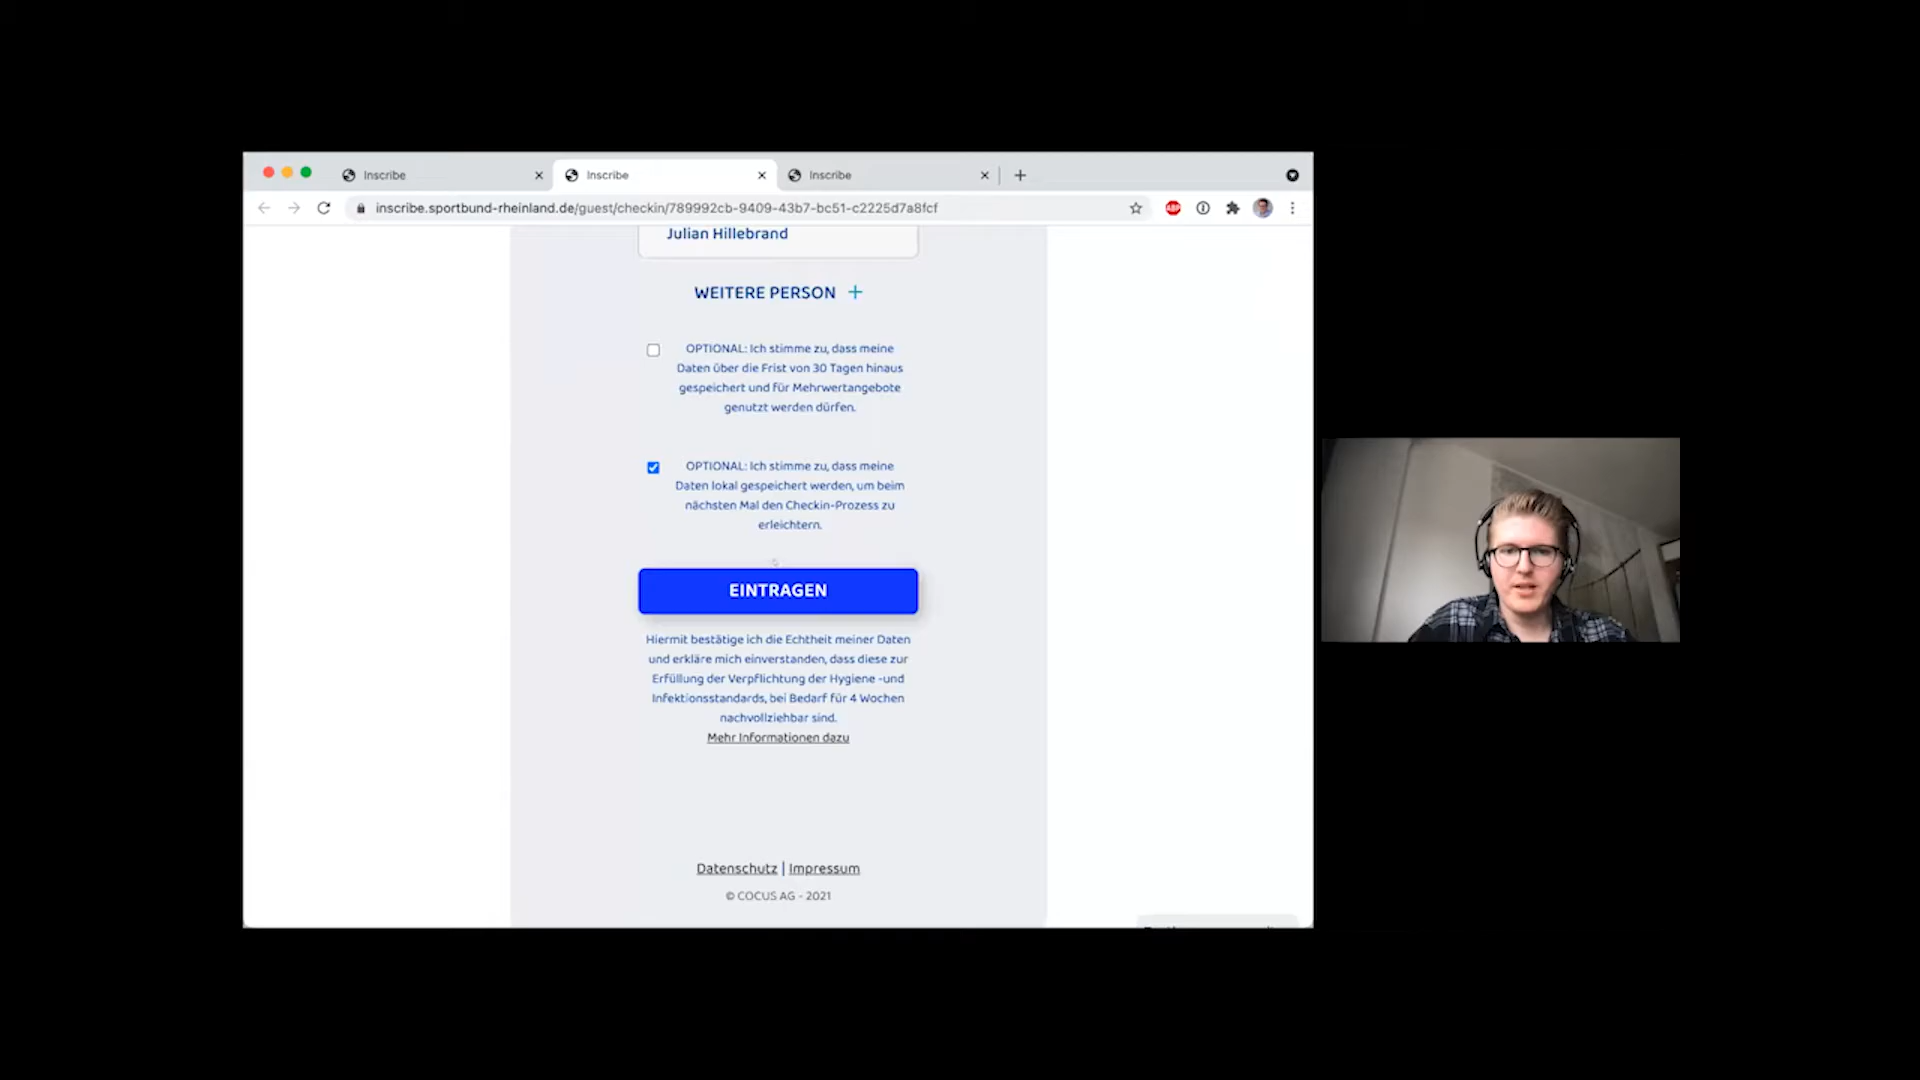 Inscribe
Inscribe
Inscribe
inscribe.sportbund-rheinland.de/guest/checkin/789992cb-9409-43b7-bc51-c2225d7a8fcf
ABP
Julian Hillebrand
WEITERE PERSON +
OPTIONAL: Ich stimme zu, dass meine
Daten über die Frist von 30 Tagen hinaus
gespeichert und für Mehrwertangebote
genutzt werden dürfen.
OPTIONAL: Ich stimme zu, dass meine
Daten lokal gespeichert werden, um beim
nächsten Mal den Checkin-Prozess zu
erleichtern.
EINTRAGEN
Hiermit bestätige ich die Echtheit meiner Daten
und erkläre mich einverstanden, dass diese zur
Erfüllung der Verpflichtung der Hygiene -und
Infektionsstandards, bei Bedarf für 4 Wochen
nachvollziehbar sind.
Mehr Informationen dazu
Datenschutz | Impressum
© COCUS AG - 2021